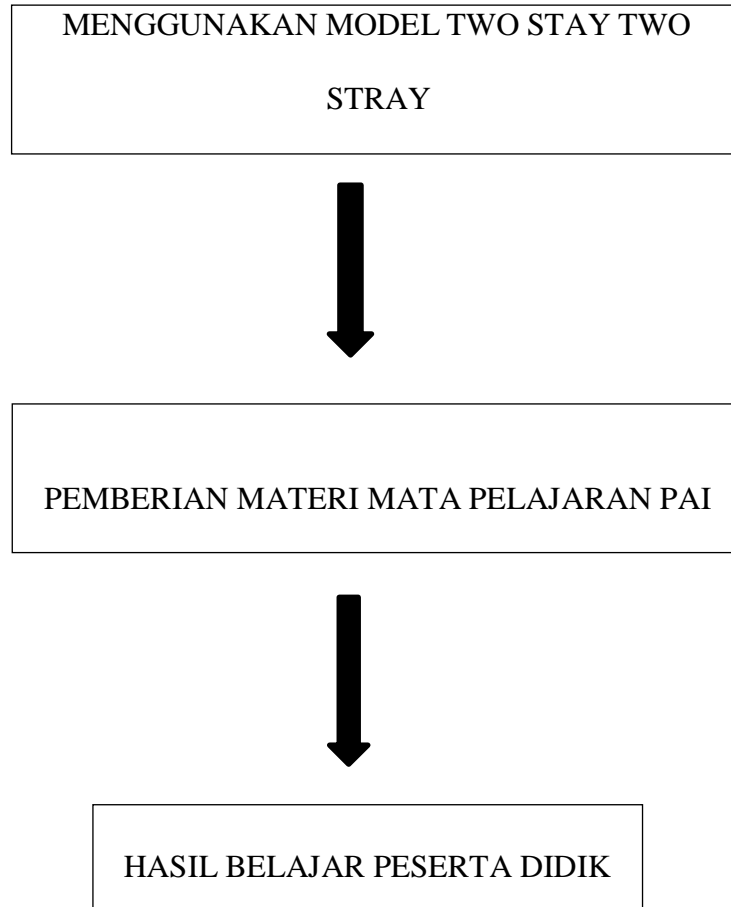 MENGGUNAKAN MODEL TWO STAY TWO
STRAY
PEMBERIAN MATERI MATA PELAJARAN PAI
HASIL BELAJAR PESERTA DIDIK